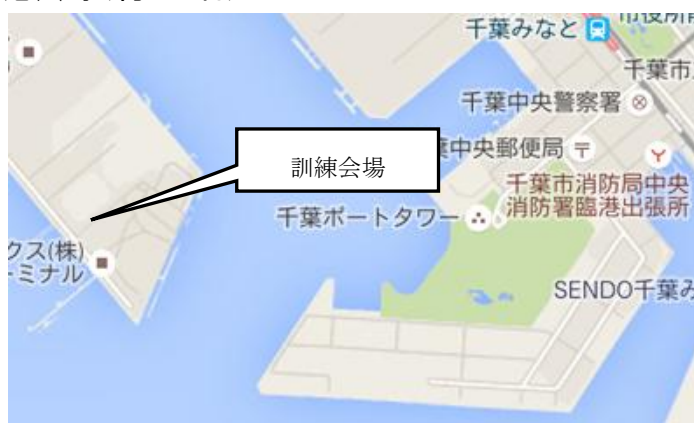 千葉みなと
千葉市
千葉中央警察署
中央郵便局
訓練会場
千葉市消防局中央
消防署臨港出張所
千葉ポートタワー
クス(株)
ーミナル
SENDO千葉み